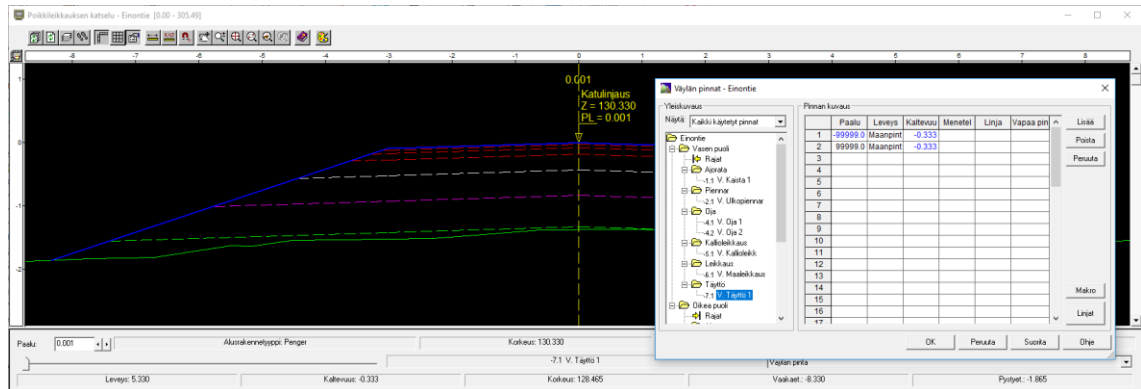 Poikkileikkauksen katselu - Einontie [0.00 - 305.49]
-8 -7 -6 -5 -4 -3 -2 -1 0 1 2 3 4 5 6 7 8
1
0
-1
-2
0.001
Katulinjaus
Z = 130.330
PL = 0.001
Väylän pinnat - Einontie
Yleiskuvaus
Näytä: Kaikki käytetyt pinnat
Einontie
Vasen puoli
Rajat
Ajorata
-1.1 V. Kaista 1
Piennar
-2.1 V. Ulkopiennar
Oja
-4.1 V. Oja 1
-4.2 V. Oja 2
Kallioleikkaus
-5.1 V. Kallioleikk
Leikkaus
-6.1 V. Maaleikkaus
Täyttö
-7.1 V. Täyttö 1
Oikea puoli
Rajat
Pinnan kuvaus
Paalu Leveys Kaltevuu Menetel Linja Vapaa pin
1 -99999.0 Maanpint -0.333
2 99999.0 Maanpint -0.333
3
4
5
6
7
8
9
10
11
12
13
14
15
16
17
Lisää
Poista
Peruuta
Makro
Linjat
OK Peruuta Suorita Ohje
Paalu: 0.001 Alusrakennetyyppi: Penger Korkeus: 130.330
-7.1 V. Täyttö 1 Väylän pinta
Leveys: 5.330 Kaltevuus: -0.333 Korkeus: 128.465 Vaakaet.: -8.330 Pystyet.: -1.865